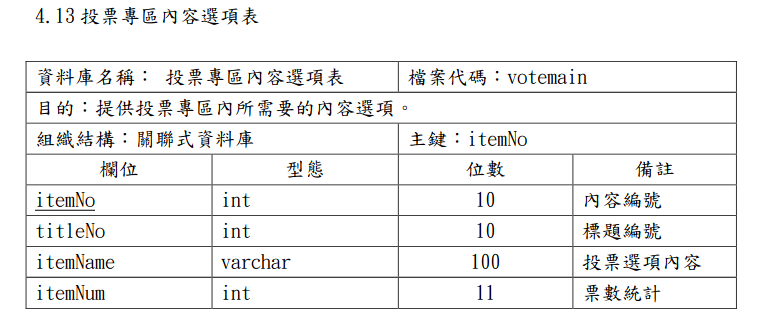 4.13 投票專區內容選項表
資料庫名稱： 投票專區內容選項表 檔案代碼：votemain
目的：提供投票專區內所需要的內容選項。
組織結構：關聯式資料庫 主鍵：itemNo
欄位 型態 位數 備註
itemNo int 10 內容編號
titleNo int 10 標題編號
itemName varchar 100 投票選項內容
itemNum int 11 票數統計